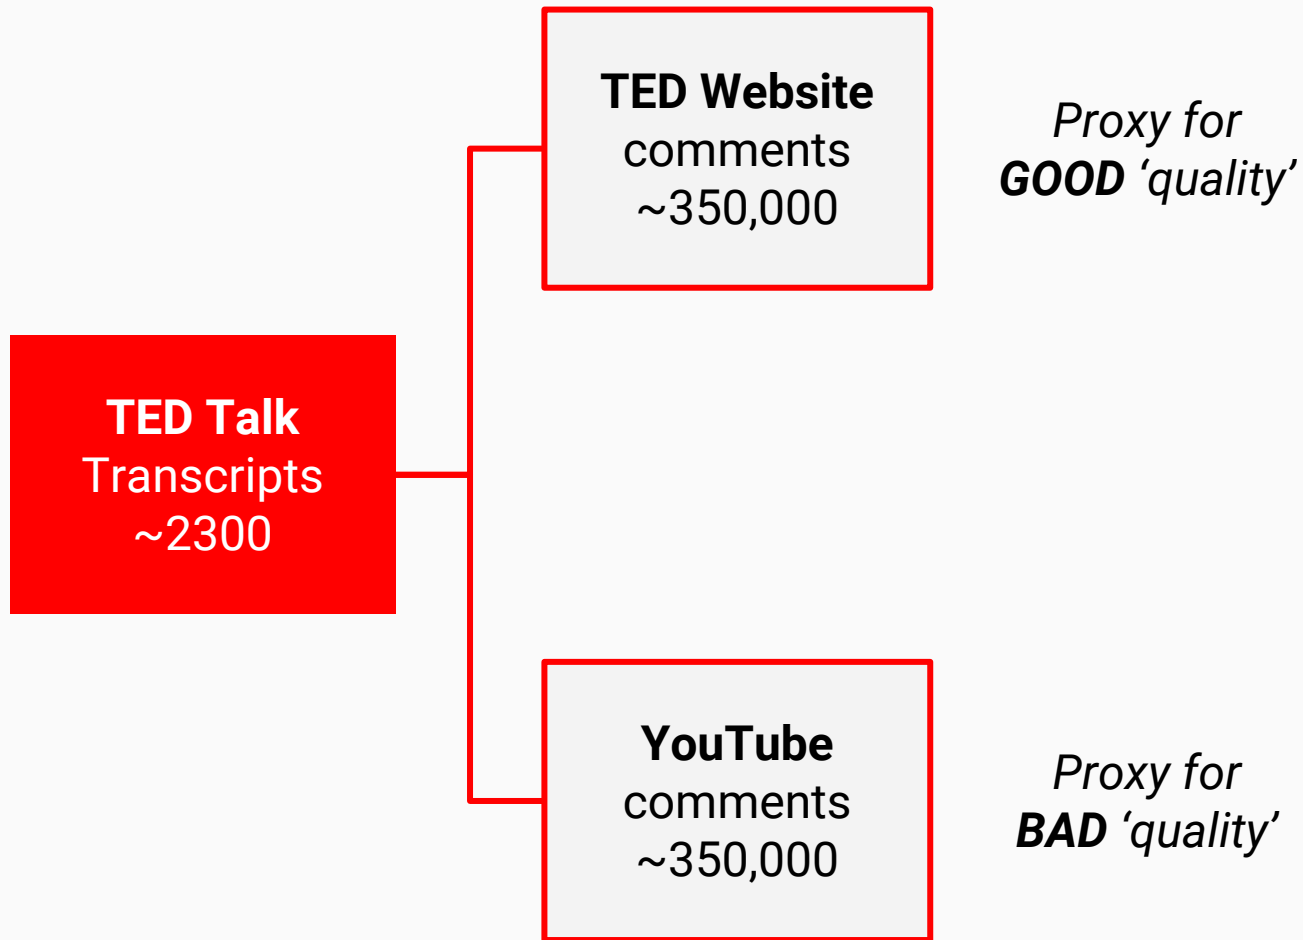 TED Website
comments
~350,000
Proxy for
GOOD ‘quality’
TED Talk
Transcripts
~2300
YouTube
comments
~350,000
Proxy for
BAD ‘quality’